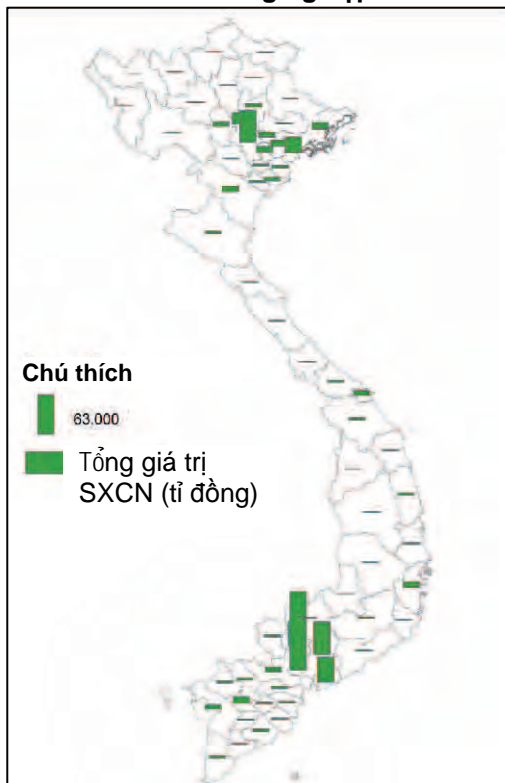 Chú thích
63.000
Tổng giá trị
SXCN (tỉ đồng)